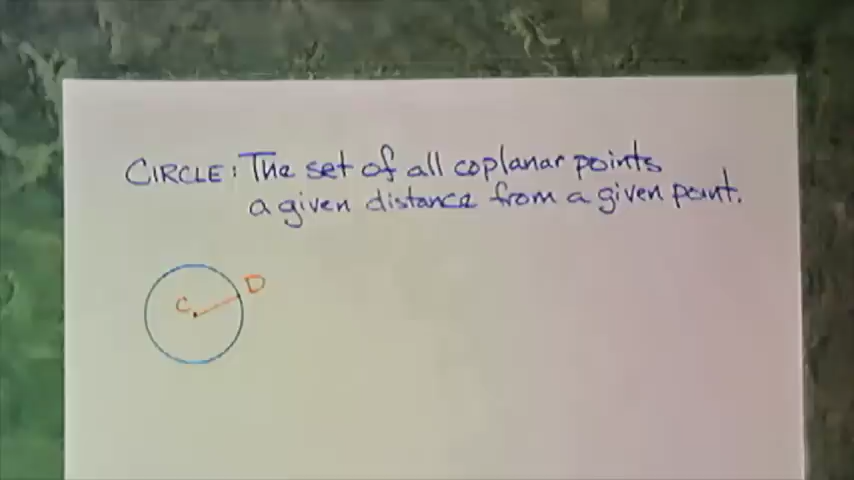 CIRCLE: The set of all coplanar points
a given distance from a given point.
D
C